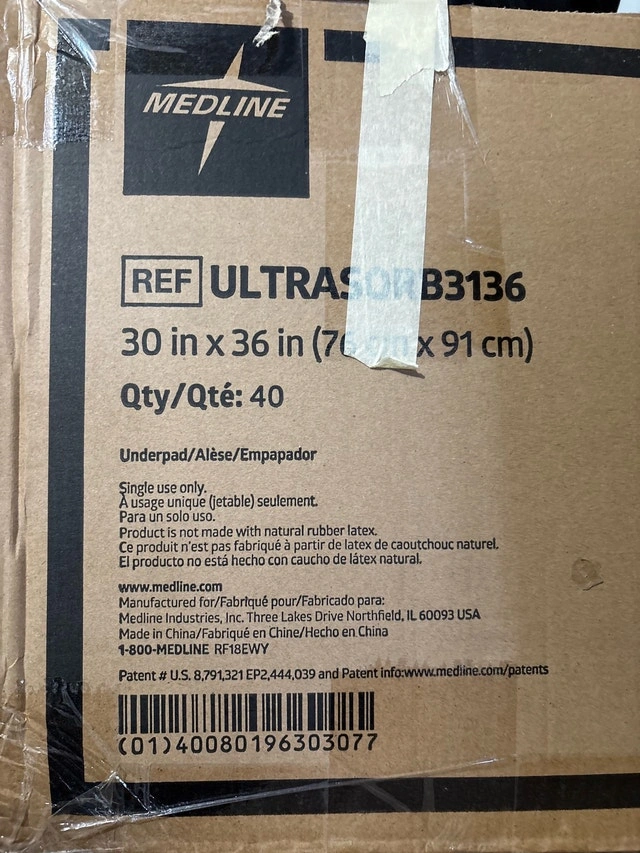 MEDLINE
REF ULTRASORB3136
30 in x 36 in (76 cm x 91 cm)
Qty/Qté: 40
Underpad/Alèse/Empapador
Single use only.
À usage unique (jetable) seulement.
Para un solo uso.
Product is not made with natural rubber latex.
Ce produit n'est pas fabriqué à partir de latex de caoutchouc naturel.
El producto no está hecho con caucho de látex natural.
www.medline.com
Manufactured for/Fabriqué pour/Fabricado para:
Medline Industries, Inc. Three Lakes Drive Northfield, IL 60093 USA
Made in China/Fabriqué en Chine/Hecho en China
1-800-MEDLINE RF18EWY
Patent # U.S. 8,791,321 EP2,444,039 and Patent info:www.medline.com/patents
(01)40080196303077